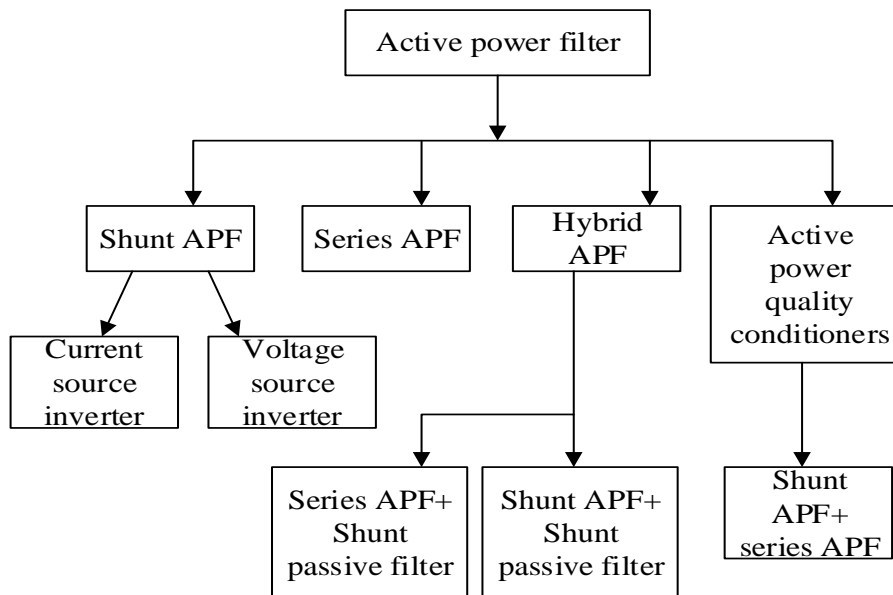 Active power filter
Shunt APF
Series APF
Hybrid
APF
Active
power
quality
conditioners
Current
source
inverter
Voltage
source
inverter
Series APF+
Shunt
passive filter
Shunt APF+
Shunt
passive filter
Shunt
APF+
series APF